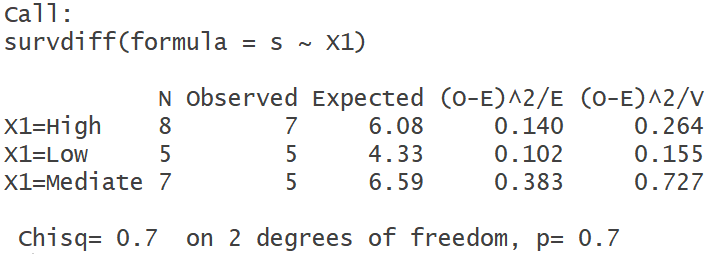 Call:
survdiff(formula = s ~ X1)
N Observed Expected (O-E)^2/E (O-E)^2/V
X1=High 8 7 6.08 0.140 0.264
X1=Low 5 5 4.33 0.102 0.155
X1=Mediate 7 5 6.59 0.383 0.727
Chisq= 0.7 on 2 degrees of freedom, p= 0.7